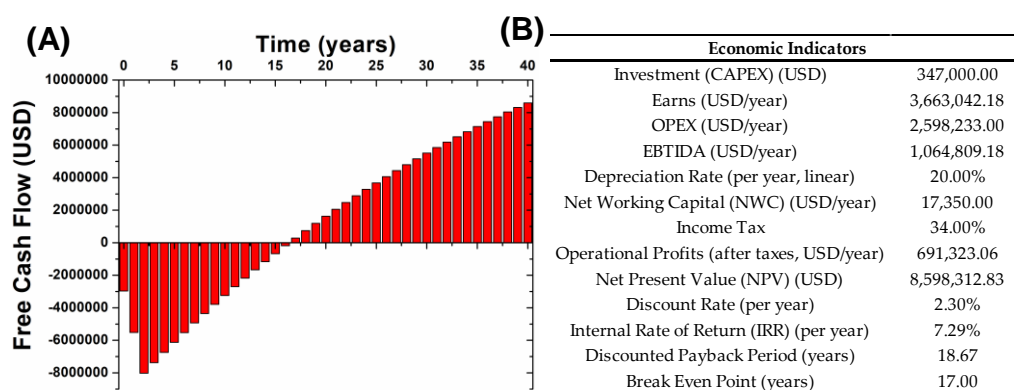 (A)
Time (years)
0 5 10 15 20 25 30 35 40
Free Cash Flow (USD)
10000000
8000000
6000000
4000000
2000000
0
-2000000
-4000000
-6000000
-8000000
(B)
Economic Indicators
Investment (CAPEX) (USD) 347,000.00
Earns (USD/year) 3,663,042.18
OPEX (USD/year) 2,598,233.00
EBTIDA (USD/year) 1,064,809.18
Depreciation Rate (per year, linear) 20.00%
Net Working Capital (NWC) (USD/year) 17,350.00
Income Tax 34.00%
Operational Profits (after taxes, USD/year) 691,323.06
Net Present Value (NPV) (USD) 8,598,312.83
Discount Rate (per year) 2.30%
Internal Rate of Return (IRR) (per year) 7.29%
Discounted Payback Period (years) 18.67
Break Even Point (years) 17.00